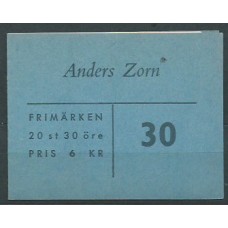 Anders Zorn
FRIMÄRKEN
20 st 30 öre
PRIS 6 KR
30